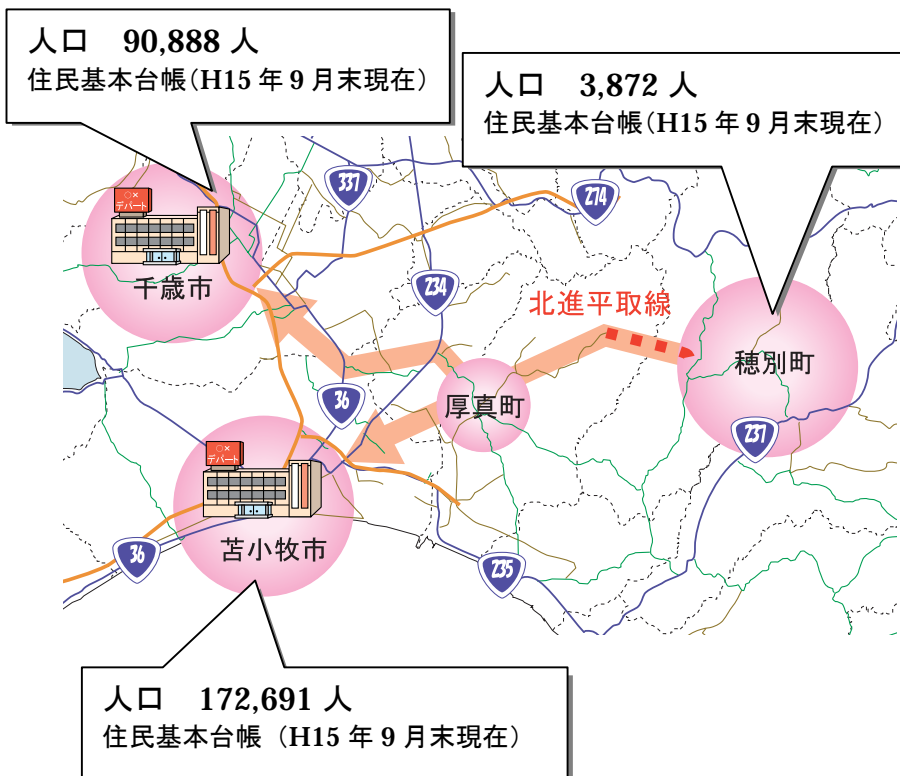 人口 90,888 人
住民基本台帳(H15 年 9 月末現在)
人口 3,872 人
住民基本台帳(H15 年 9 月末現在)
337
274
○×
デパート
千歳市
234
北進平取線
穂別町
36
厚真町
○×
デパート
237
苫小牧市
36
235
人口 172,691 人
住民基本台帳 (H15 年 9 月末現在)